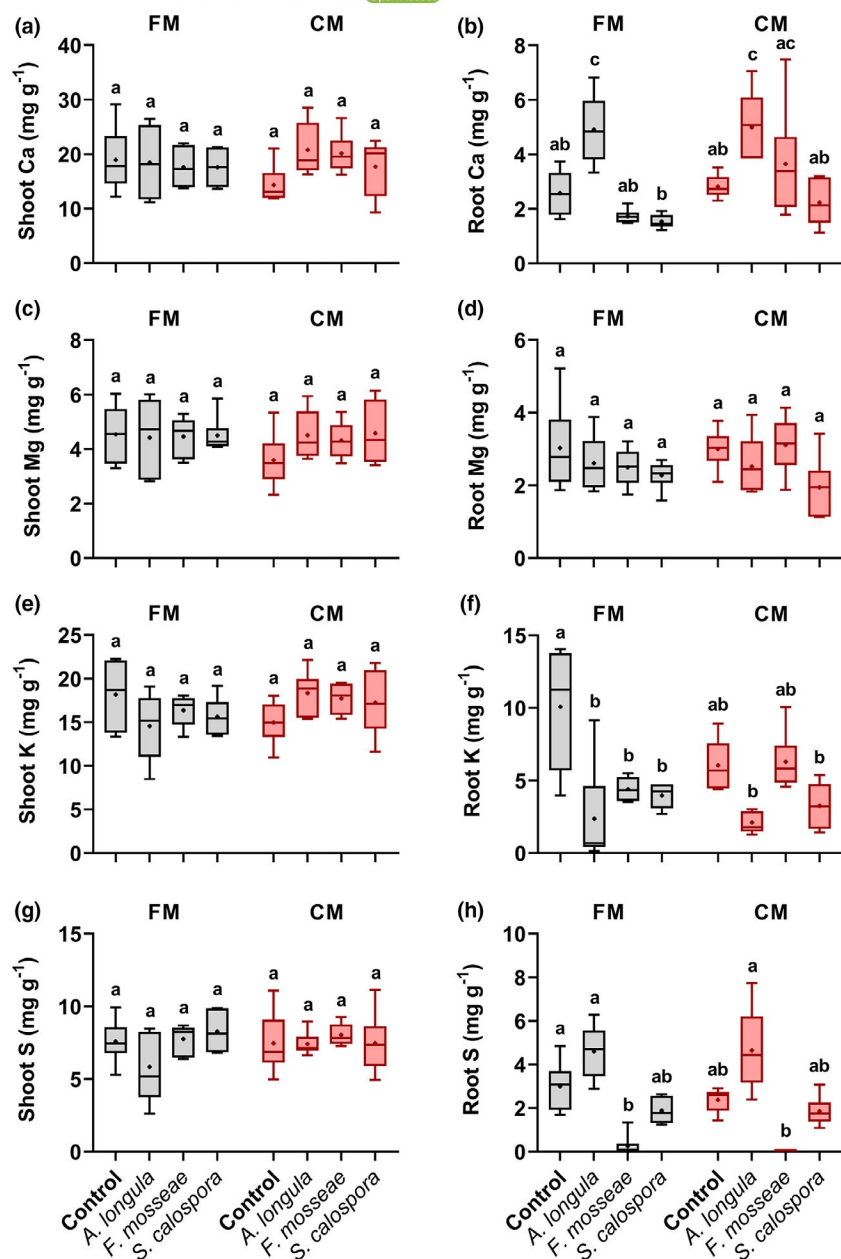 (a) FM CM
Shoot Ca (mg g⁻¹)
40
30
20
10
0
a a a a a a a a
(b) FM CM
Root Ca (mg g⁻¹)
8
6
4
2
0
ab c ab b ab c ac ab
(c) FM CM
Shoot Mg (mg g⁻¹)
8
6
4
2
0
a a a a a a a a
(d) FM CM
Root Mg (mg g⁻¹)
6
4
2
0
a a a a a a a a
(e) FM CM
Shoot K (mg g⁻¹)
25
20
15
10
5
0
a a a a a a a a
(f) FM CM
Root K (mg g⁻¹)
15
10
5
0
a b b b ab b ab b
(g) FM CM
Shoot S (mg g⁻¹)
15
10
5
0
a a a a a a a a
Control A. longula F. mosseae S. calospora Control A. longula F. mosseae S. calospora
(h) FM CM
Root S (mg g⁻¹)
10
8
6
4
2
0
a a b ab ab a b ab
Control A. longula F. mosseae S. calospora Control A. longula F. mosseae S. calospora